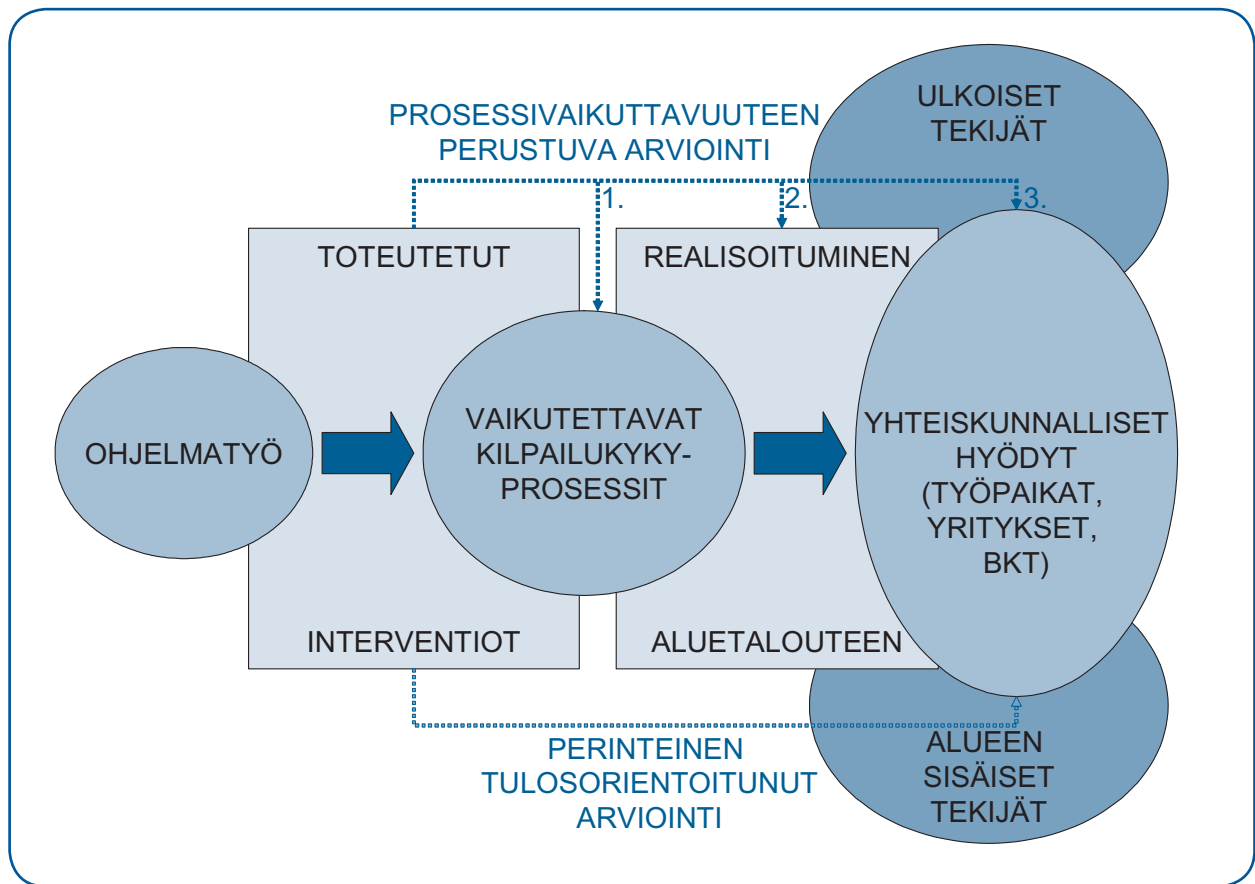 ULKOISET
TEKIJÄT
PROSESSIVAIKUTTAVUUTEEN
PERUSTUVA ARVIOINTI
1.
2.
3.
TOTEUTETUT
REALISOITUMINEN
OHJELMATYÖ
VAIKUTETTAVAT
KILPAILUKYKY-
PROSESSIT
YHTEISKUNNALLISET
HYÖDYT
(TYÖPAIKAT,
YRITYKSET,
BKT)
INTERVENTIOT
ALUETALOUTEEN
PERINTEINEN
TULOSORIENTOITUNUT
ARVIOINTI
ALUEEN
SISÄISET
TEKIJÄT